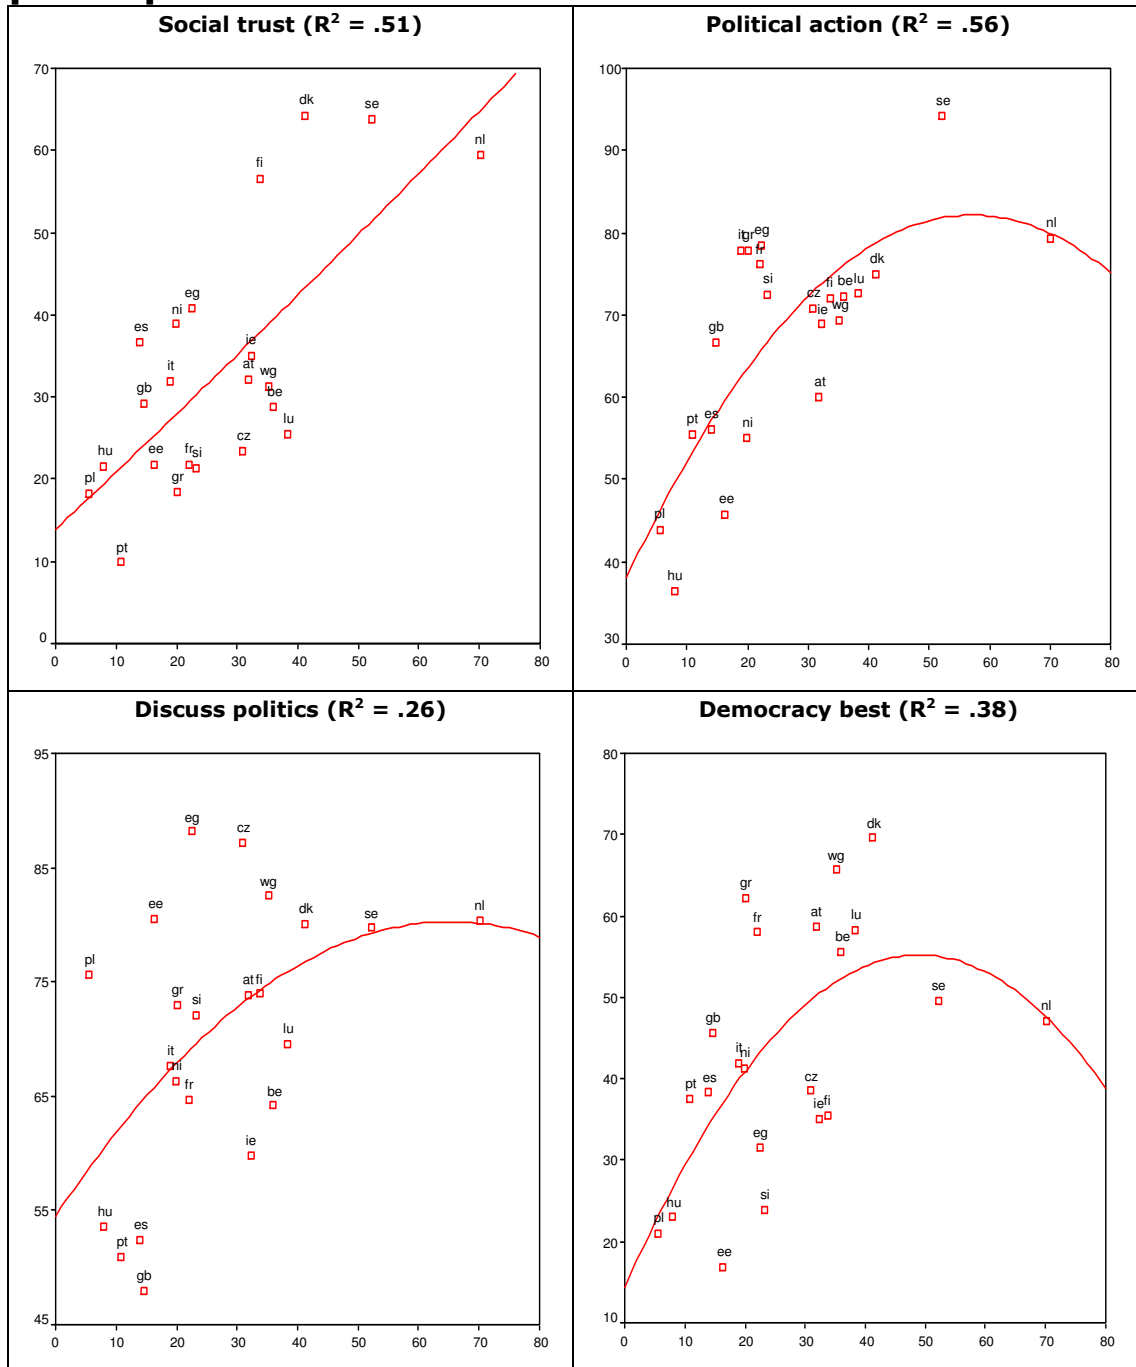 Social trust (R² = .51)
70
60
50
40
30
20
10
0
dk
se
nl
fi
eg
ni
es
ie
it
at
wg
gb
be
lu
cz
hu
ee
fr
si
pl
gr
pt
0 10 20 30 40 50 60 70 80
Political action (R² = .56)
100
90
80
70
60
50
40
30
se
nl
it
gr
eg
fr
dk
si
fi
be
lu
cz
ie
wg
gb
at
pt
es
ni
ee
pl
hu
0 10 20 30 40 50 60 70 80
Discuss politics (R² = .26)
95
85
75
65
55
45
eg
cz
wg
ee
dk
se
nl
pl
at
fi
gr
si
lu
it
ni
fr
be
ie
hu
es
pt
gb
0 10 20 30 40 50 60 70 80
Democracy best (R² = .38)
80
70
60
50
40
30
20
10
dk
wg
gr
at
lu
fr
be
se
nl
gb
it
ni
pt
es
cz
ie
fi
eg
si
hu
pl
ee
0 10 20 30 40 50 60 70 80